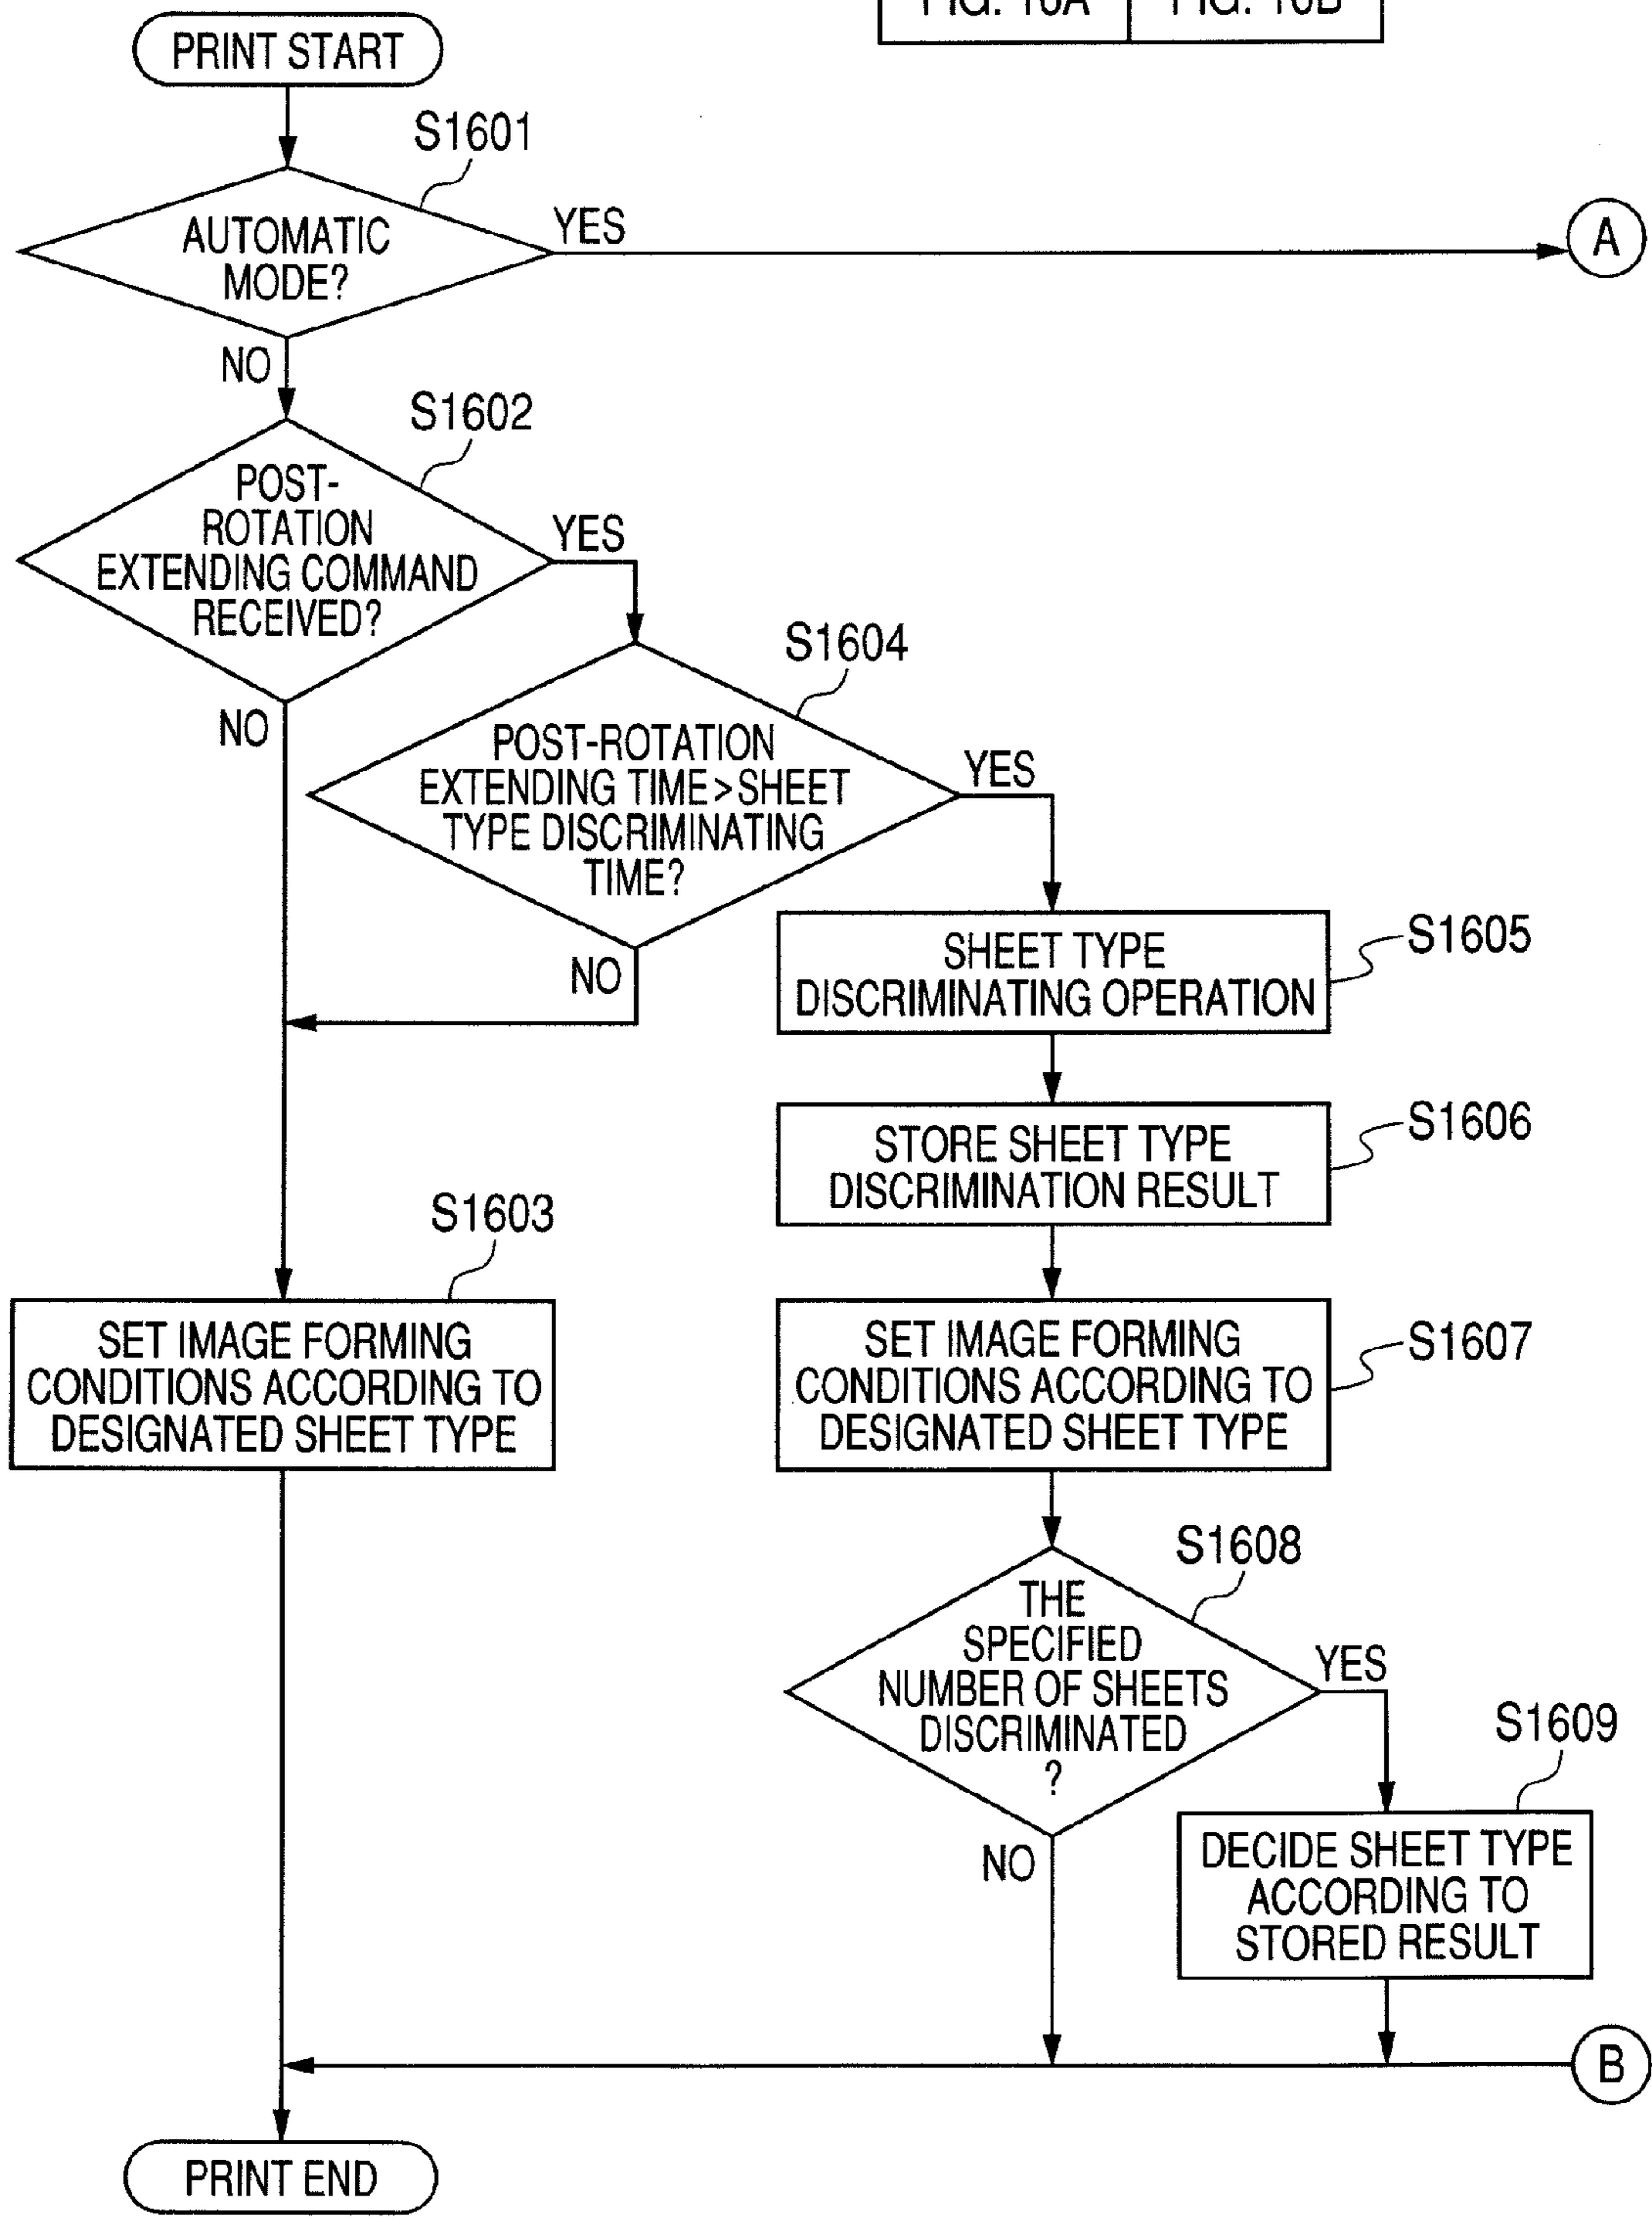 FIG. 16A FIG. 16B
PRINT START
S1601
AUTOMATIC
MODE?
YES
A
NO
S1602
POST-
ROTATION
EXTENDING COMMAND
RECEIVED?
YES
NO
S1604
POST-ROTATION
EXTENDING TIME>SHEET
TYPE DISCRIMINATING
TIME?
YES
NO
SHEET TYPE
DISCRIMINATING OPERATION
S1605
STORE SHEET TYPE
DISCRIMINATION RESULT
S1606
S1603
SET IMAGE FORMING
CONDITIONS ACCORDING TO
DESIGNATED SHEET TYPE
SET IMAGE FORMING
CONDITIONS ACCORDING TO
DESIGNATED SHEET TYPE
S1607
S1608
THE
SPECIFIED
NUMBER OF SHEETS
DISCRIMINATED
?
YES
NO
S1609
DECIDE SHEET TYPE
ACCORDING TO
STORED RESULT
B
PRINT END